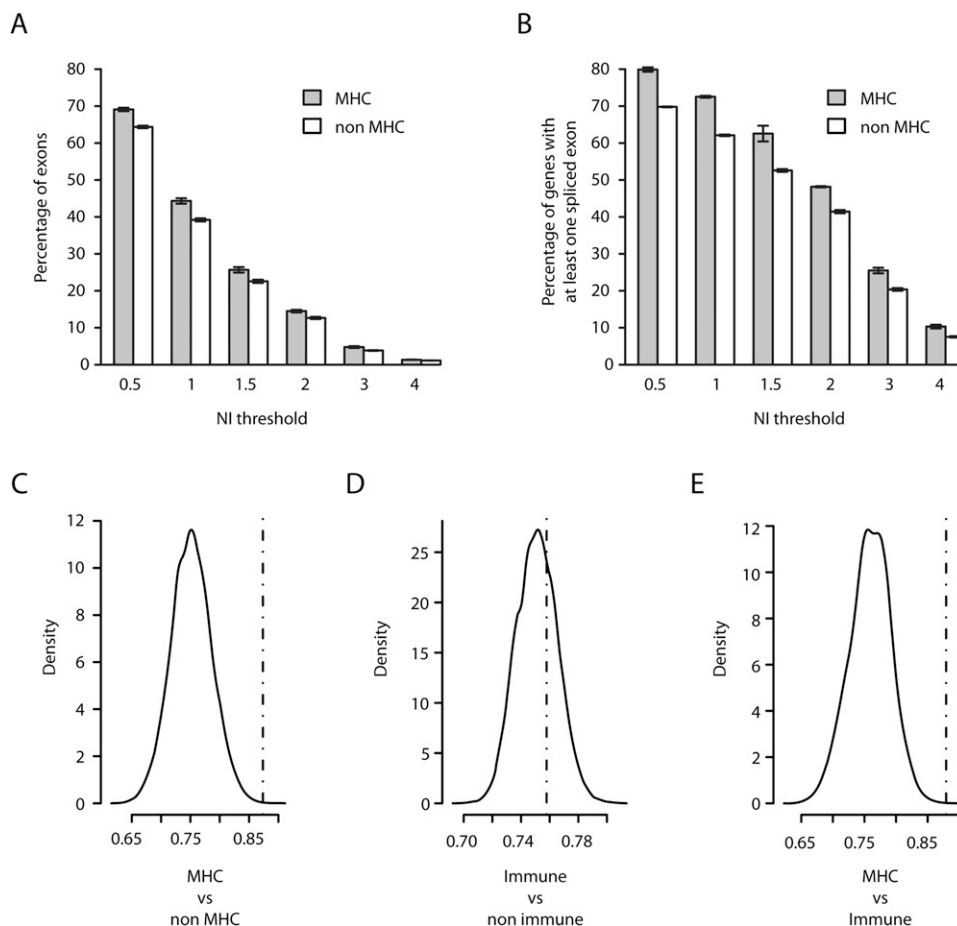 A
80
70
60
50
40
30
20
10
0
Percentage of exons
MHC
non MHC
0.5 1 1.5 2 3 4
NI threshold
B
80
70
60
50
40
30
20
10
0
Percentage of genes with
at least one spliced exon
MHC
non MHC
0.5 1 1.5 2 3 4
NI threshold
C
12
10
8
6
4
2
0
Density
0.65 0.75 0.85
MHC
vs
non MHC
D
25
20
15
10
5
0
Density
0.70 0.74 0.78
Immune
vs
non immune
E
12
10
8
6
4
2
0
Density
0.65 0.75 0.85
MHC
vs
Immune